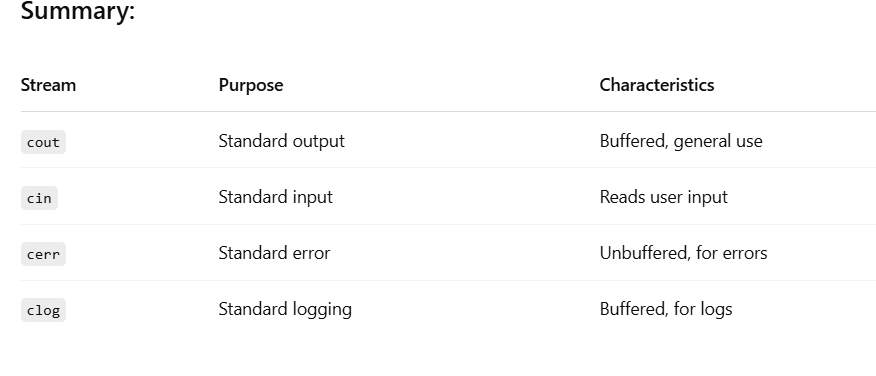 Summary:
Stream Purpose Characteristics
cout Standard output Buffered, general use
cin Standard input Reads user input
cerr Standard error Unbuffered, for errors
clog Standard logging Buffered, for logs